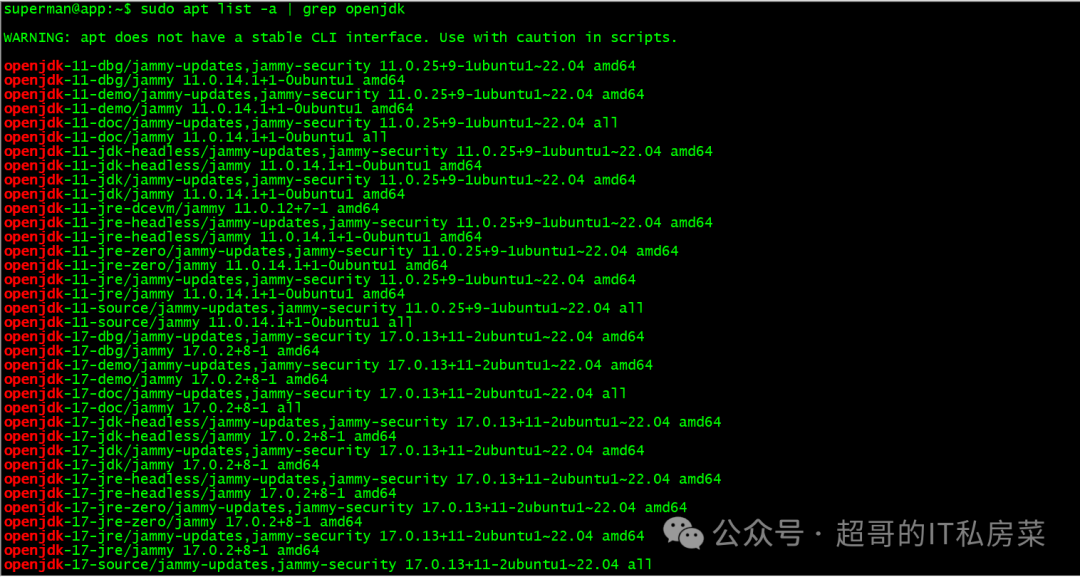 superman@app:~$ sudo apt list -a | grep openjdk
WARNING: apt does not have a stable CLI interface. Use with caution in scripts.
openjdk-11-dbg/jammy-updates,jammy-security 11.0.25+9-1ubuntu1~22.04 amd64
openjdk-11-dbg/jammy 11.0.14.1+1-0ubuntu1 amd64
openjdk-11-demo/jammy-updates,jammy-security 11.0.25+9-1ubuntu1~22.04 amd64
openjdk-11-demo/jammy 11.0.14.1+1-0ubuntu1 amd64
openjdk-11-doc/jammy-updates,jammy-security 11.0.25+9-1ubuntu1~22.04 all
openjdk-11-doc/jammy 11.0.14.1+1-0ubuntu1 all
openjdk-11-jdk-headless/jammy-updates,jammy-security 11.0.25+9-1ubuntu1~22.04 amd64
openjdk-11-jdk-headless/jammy 11.0.14.1+1-0ubuntu1 amd64
openjdk-11-jdk/jammy-updates,jammy-security 11.0.25+9-1ubuntu1~22.04 amd64
openjdk-11-jdk/jammy 11.0.14.1+1-0ubuntu1 amd64
openjdk-11-jre-dcevm/jammy 11.0.12+7-1 amd64
openjdk-11-jre-headless/jammy-updates,jammy-security 11.0.25+9-1ubuntu1~22.04 amd64
openjdk-11-jre-headless/jammy 11.0.14.1+1-0ubuntu1 amd64
openjdk-11-jre-zero/jammy-updates,jammy-security 11.0.25+9-1ubuntu1~22.04 amd64
openjdk-11-jre-zero/jammy 11.0.14.1+1-0ubuntu1 amd64
openjdk-11-jre/jammy-updates,jammy-security 11.0.25+9-1ubuntu1~22.04 amd64
openjdk-11-jre/jammy 11.0.14.1+1-0ubuntu1 amd64
openjdk-11-source/jammy-updates,jammy-security 11.0.25+9-1ubuntu1~22.04 all
openjdk-11-source/jammy 11.0.14.1+1-0ubuntu1 all
openjdk-17-dbg/jammy-updates,jammy-security 17.0.13+11-2ubuntu1~22.04 amd64
openjdk-17-dbg/jammy 17.0.2+8-1 amd64
openjdk-17-demo/jammy-updates,jammy-security 17.0.13+11-2ubuntu1~22.04 amd64
openjdk-17-demo/jammy 17.0.2+8-1 amd64
openjdk-17-doc/jammy-updates,jammy-security 17.0.13+11-2ubuntu1~22.04 all
openjdk-17-doc/jammy 17.0.2+8-1 all
openjdk-17-jdk-headless/jammy-updates,jammy-security 17.0.13+11-2ubuntu1~22.04 amd64
openjdk-17-jdk-headless/jammy 17.0.2+8-1 amd64
openjdk-17-jdk/jammy-updates,jammy-security 17.0.13+11-2ubuntu1~22.04 amd64
openjdk-17-jdk/jammy 17.0.2+8-1 amd64
openjdk-17-jre-headless/jammy-updates,jammy-security 17.0.13+11-2ubuntu1~22.04 amd64
openjdk-17-jre-headless/jammy 17.0.2+8-1 amd64
openjdk-17-jre-zero/jammy-updates,jammy-security 17.0.13+11-2ubuntu1~22.04 amd64
openjdk-17-jre-zero/jammy 17.0.2+8-1 amd64
openjdk-17-jre/jammy-updates,jammy-security 17.0.13+11-2ubuntu1~22.04 amd64
openjdk-17-jre/jammy 17.0.2+8-1 amd64
openjdk-17-source/jammy-updates,jammy-security 17.0.13+11-2ubuntu1~22.04 all
公众号 · 超哥的IT私房菜